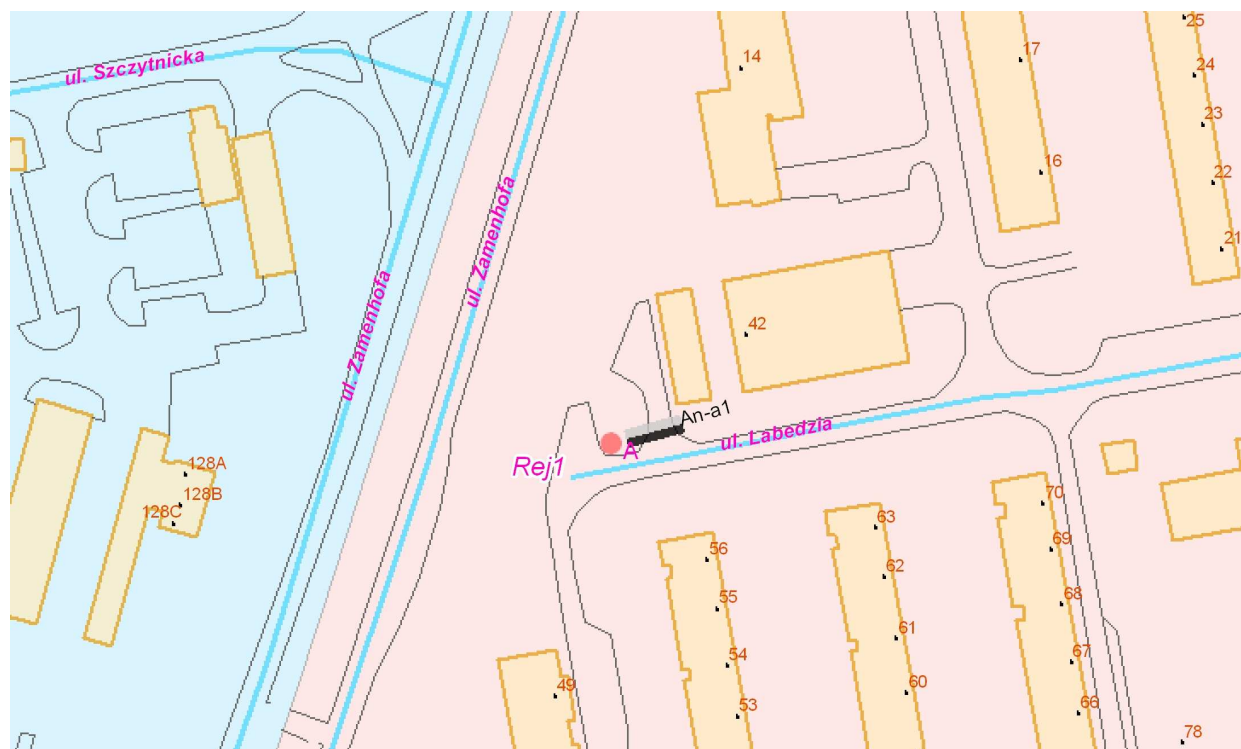 25
ul. Szczytnicka
14
17
24
23
16
22
ul. Zamenhofa
21
ul. Zamenhofa
42
An-a1
ul. Labedzia
A
Rej1
128A
128B
128C
70
63
69
56
62
68
55
61
67
54
60
66
49
53
78